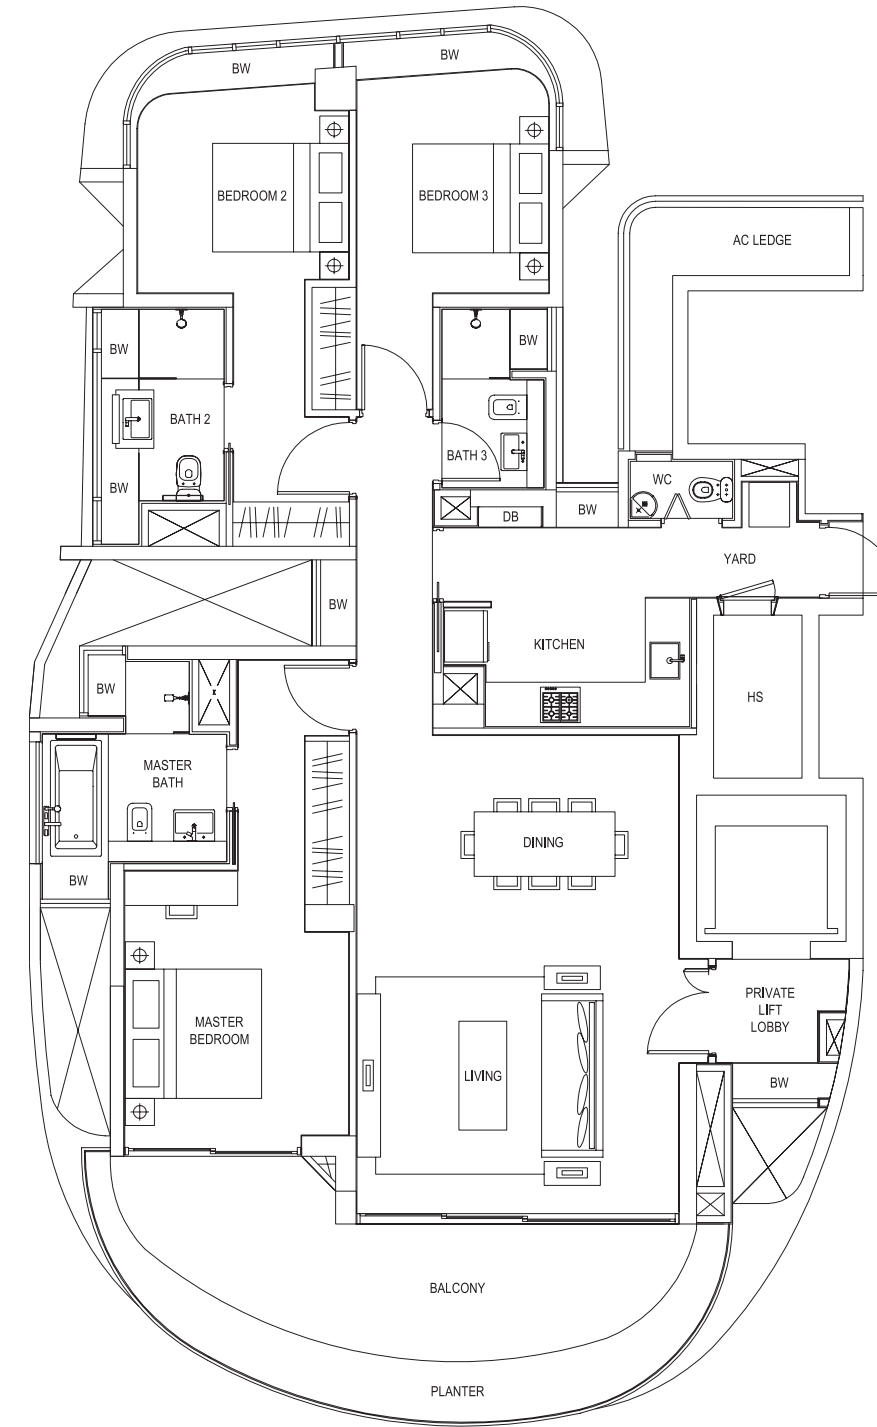 BW
BW
BEDROOM 2
BEDROOM 3
AC LEDGE
BW
BW
BATH 2
BATH 3
WC
BW
DB
BW
YARD
BW
KITCHEN
BW
HS
MASTER
BATH
DINING
BW
MASTER
BEDROOM
PRIVATE
LIFT
LOBBY
LIVING
BW
BALCONY
PLANTER